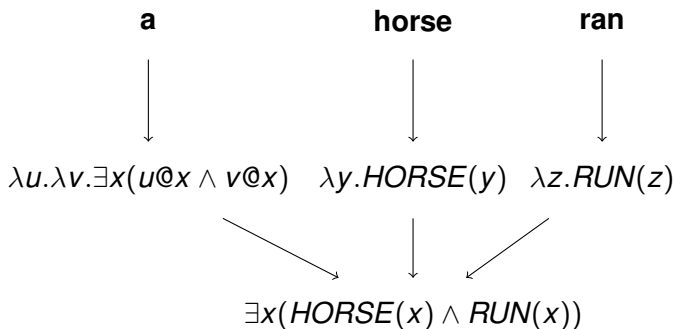 a horse ran
λu.λv.∃x(u@x ∧ v@x) λy.HORSE(y) λz.RUN(z)
∃x(HORSE(x) ∧ RUN(x))